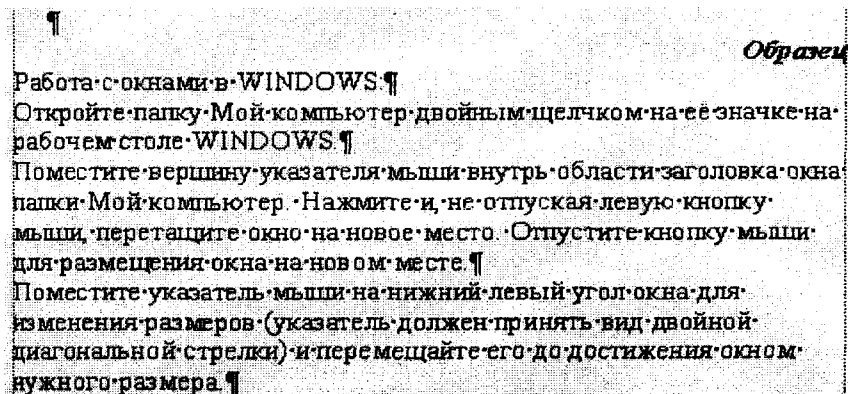 ¶
Образец
Работа·с·окнами·в·WINDOWS:¶
Откройте·папку·Мой·компьютер·двойным·щелчком·на·её·значке·на·
рабочем·столе·WINDOWS.¶
Поместите·вершину·указателя·мыши·внутрь·области·заголовка·окна·
папки·Мой·компьютер.·Нажмите·и,·не·отпуская·левую·кнопку·
мыши,·перетащите·окно·на·новое·место.·Отпустите·кнопку·мыши·
для·размещения·окна·на·новом·месте.¶
Поместите·указатель·мыши·на·нижний·левый·угол·окна·для·
изменения·размеров·(указатель·должен·принять·вид·двойной·
диагональной·стрелки)·и·перемещайте·его·до·достижения·окном·
нужного·размера.¶